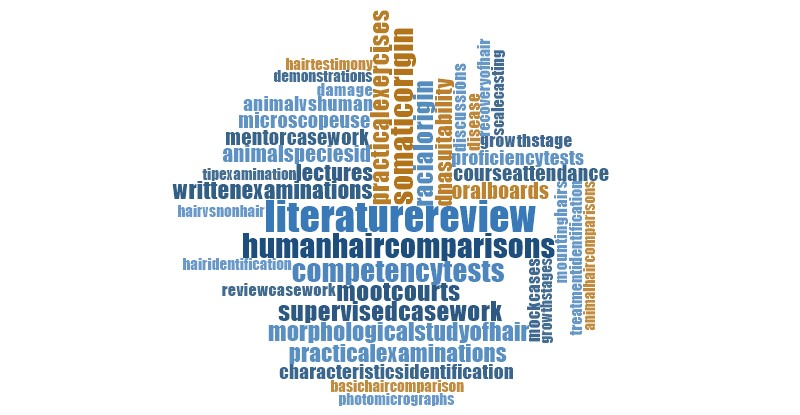 hairtestimony
demonstrations
damage
animalvshuman
microscopeuse
mentorcasework
animalspeciesid
tipexamination
lectures
writtenexaminations
hairvsnonhair
practicalexercises
somaticorigin
racialorigin
dnasuitability
discussions
disease
recoveryofhair
scalecasting
growthstage
proficiencytests
courseattendance
oralboards
literaturereview
humanhaircomparisons
hairidentification
competencytests
reviewcasework
mootcourts
supervisedcasework
morphologicalstudyofhair
mockcases
growthstages
mountinghairs
treatmentidentification
animalhaircomparisons
practicalexaminations
characteristicsidentification
basichaircomparison
photomicrographs